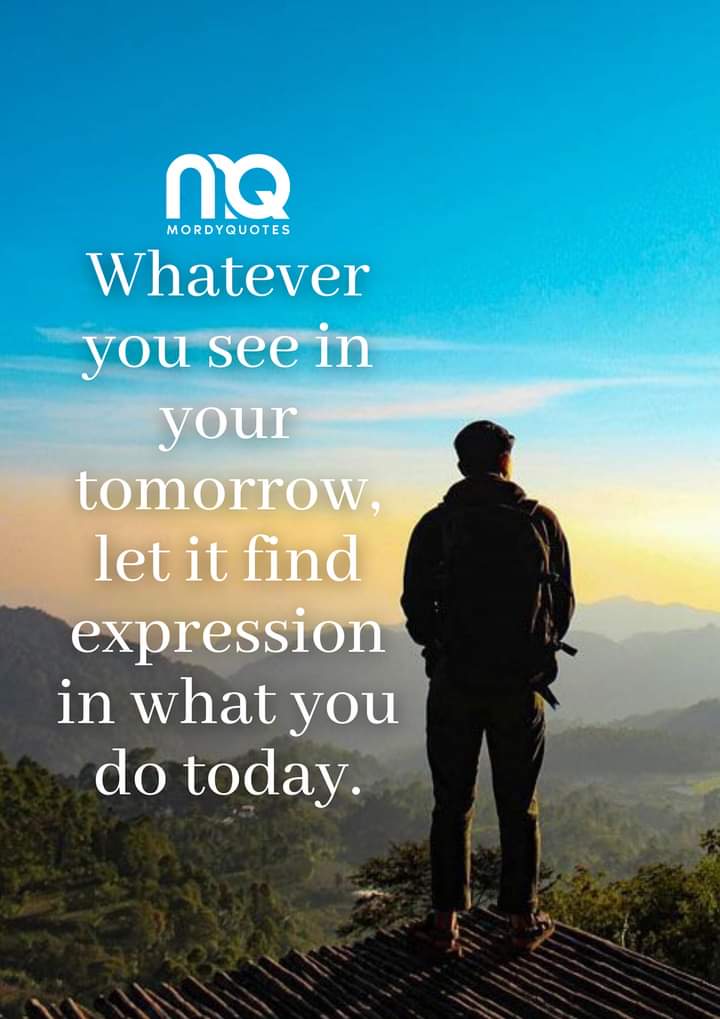 MQ
MORDYQUOTES
Whatever
you see in
your
tomorrow,
let it find
expression
in what you
do today.